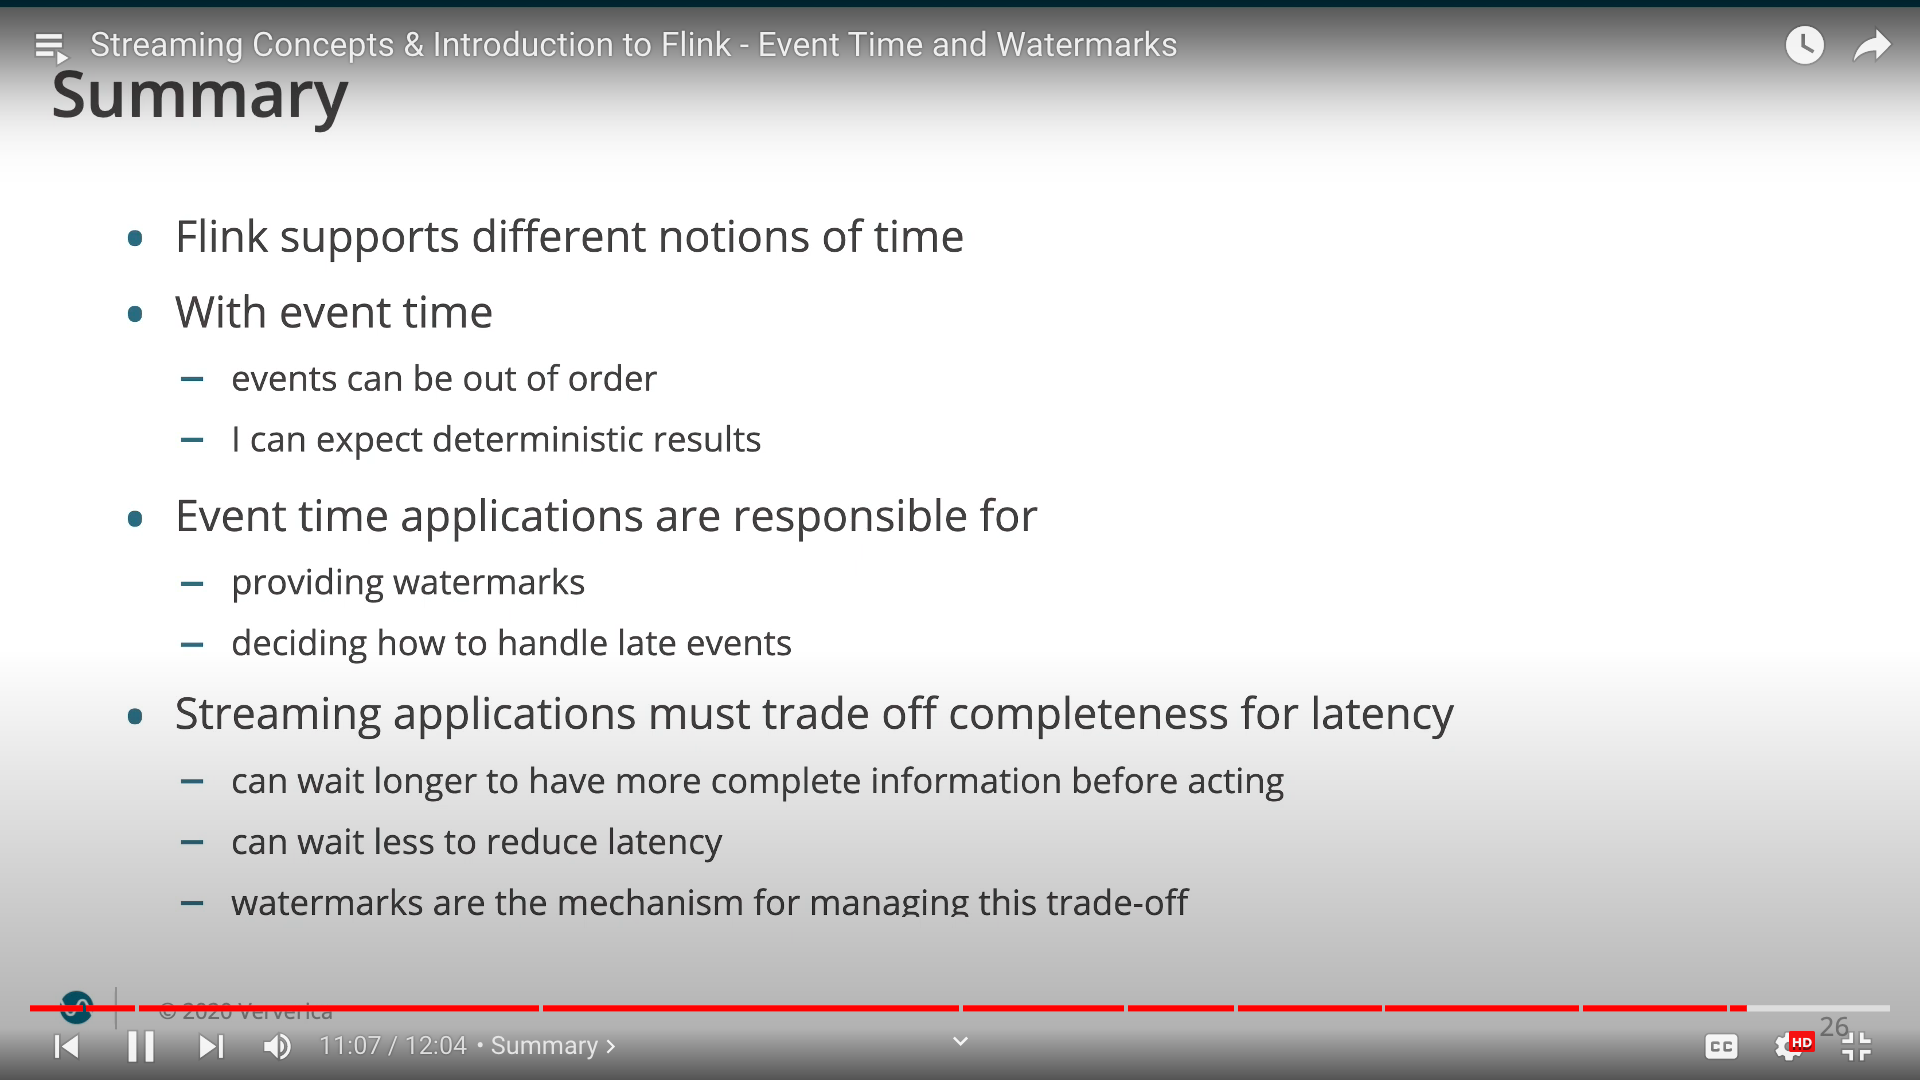 Streaming Concepts & Introduction to Flink - Event Time and Watermarks
Summary
• Flink supports different notions of time
• With event time
– events can be out of order
– I can expect deterministic results
• Event time applications are responsible for
– providing watermarks
– deciding how to handle late events
• Streaming applications must trade off completeness for latency
– can wait longer to have more complete information before acting
– can wait less to reduce latency
– watermarks are the mechanism for managing this trade-off
© 2020 Ververica
26
11:07 / 12:04 • Summary >
CC
HD